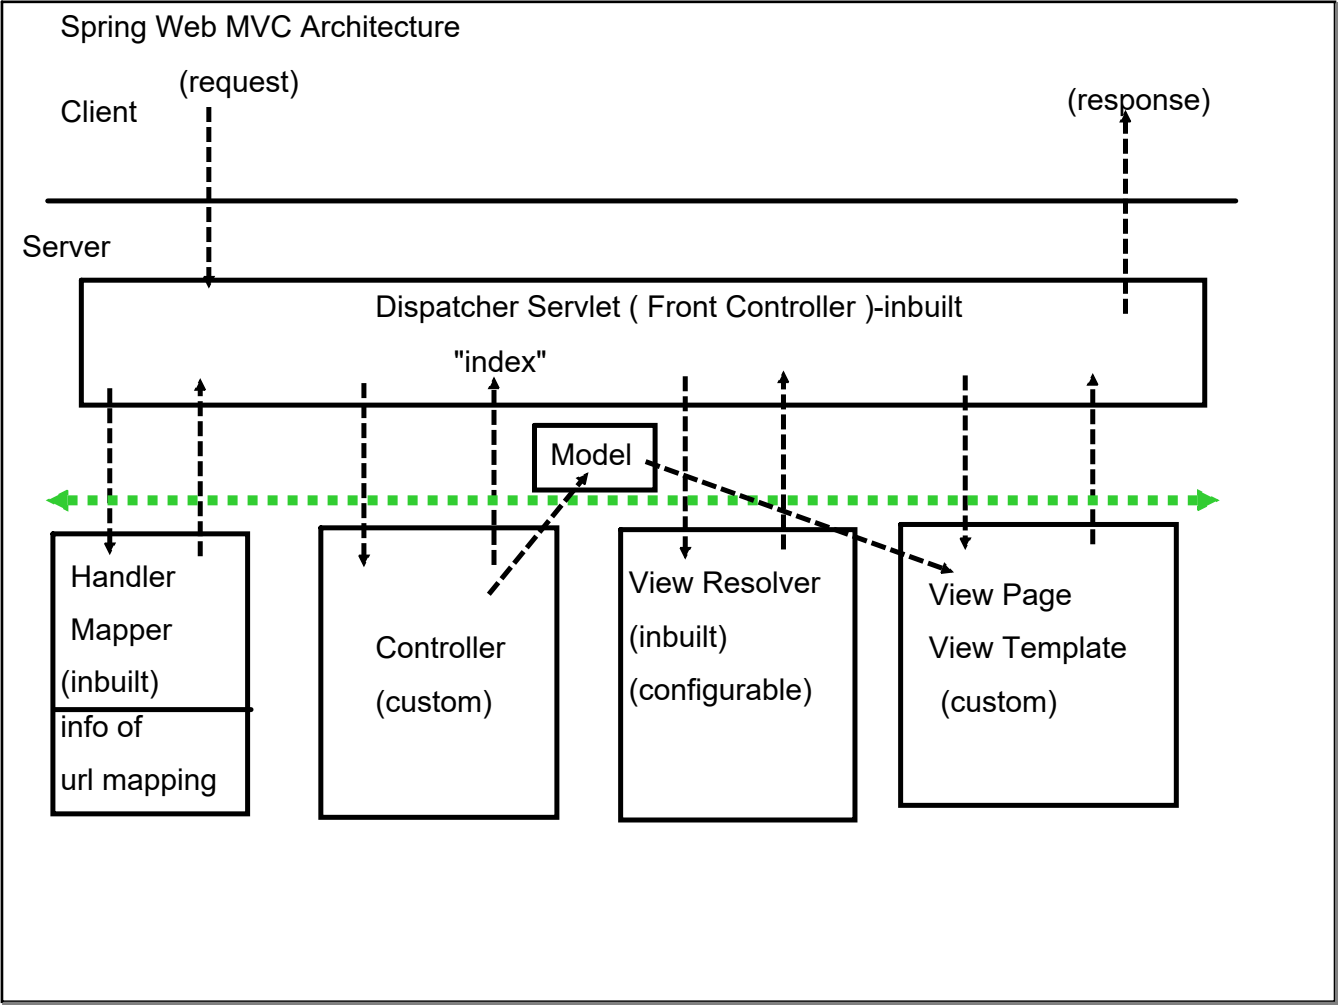 Spring Web MVC Architecture
(request)
Client
(response)
Server
Dispatcher Servlet ( Front Controller )-inbuilt
"index"
Model
Handler
Mapper
(inbuilt)
info of
url mapping
Controller
(custom)
View Resolver
(inbuilt)
(configurable)
View Page
View Template
(custom)